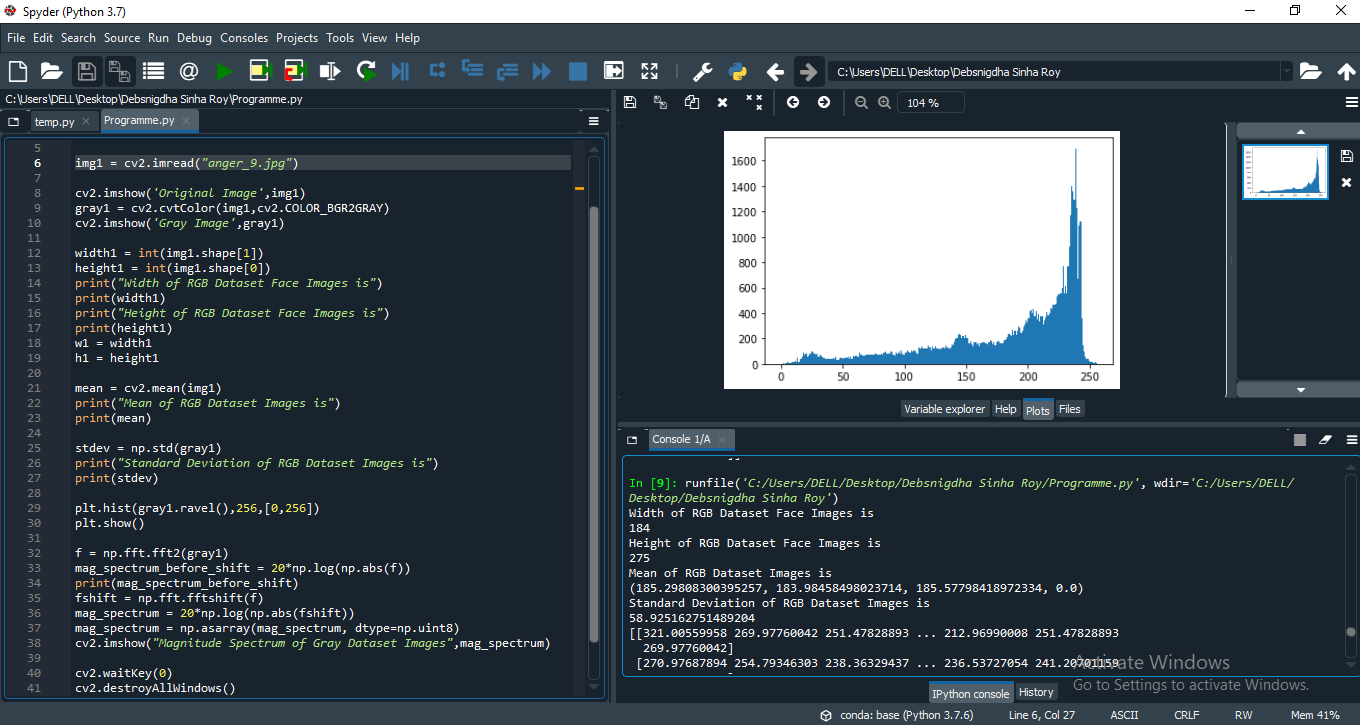 Spyder (Python 3.7)
File Edit Search Source Run Debug Consoles Projects Tools View Help
C:\Users\DELL\Desktop\Debsnigdha Sinha Roy
C:\Users\DELL\Desktop\Debsnigdha Sinha Roy\Programme.py
temp.py
Programme.py
5
6 img1 = cv2.imread("anger_9.jpg")
7
8 cv2.imshow('Original Image',img1)
9 gray1 = cv2.cvtColor(img1,cv2.COLOR_BGR2GRAY)
10 cv2.imshow('Gray Image',gray1)
11
12 width1 = int(img1.shape[1])
13 height1 = int(img1.shape[0])
14 print("Width of RGB Dataset Face Images is")
15 print(width1)
16 print("Height of RGB Dataset Face Images is")
17 print(height1)
18 w1 = width1
19 h1 = height1
20
21 mean = cv2.mean(img1)
22 print("Mean of RGB Dataset Images is")
23 print(mean)
24
25 stdev = np.std(gray1)
26 print("Standard Deviation of RGB Dataset Images is")
27 print(stdev)
28
29 plt.hist(gray1.ravel(),256,[0,256])
30 plt.show()
31
32 f = np.fft.fft2(gray1)
33 mag_spectrum_before_shift = 20*np.log(np.abs(f))
34 print(mag_spectrum_before_shift)
35 fshift = np.fft.fftshift(f)
36 mag_spectrum = 20*np.log(np.abs(fshift))
37 mag_spectrum = np.asarray(mag_spectrum, dtype=np.uint8)
38 cv2.imshow("Magnitude Spectrum of Gray Dataset Images",mag_spectrum)
39
40 cv2.waitKey(0)
41 cv2.destroyAllWindows()
104 %
1600
1400
1200
1000
800
600
400
200
0
0 50 100 150 200 250
Variable explorer Help Plots Files
Console 1/A
In [9]: runfile('C:/Users/DELL/Desktop/Debsnigdha Sinha Roy/Programme.py', wdir='C:/Users/DELL/
Desktop/Debsnigdha Sinha Roy')
Width of RGB Dataset Face Images is
184
Height of RGB Dataset Face Images is
275
Mean of RGB Dataset Images is
(185.29808300395257, 183.98458498023714, 185.57798418972334, 0.0)
Standard Deviation of RGB Dataset Images is
58.925162751489204
[[321.00559958 269.97760042 251.47828893 ... 212.96990008 251.47828893
269.97760042]
[270.97687894 254.79346303 238.36329437 ... 236.53727054
Activate Windows
Go to Settings to activate Windows.
IPython console History
conda: base (Python 3.7.6) Line 6, Col 27 ASCII CRLF RW Mem 41%